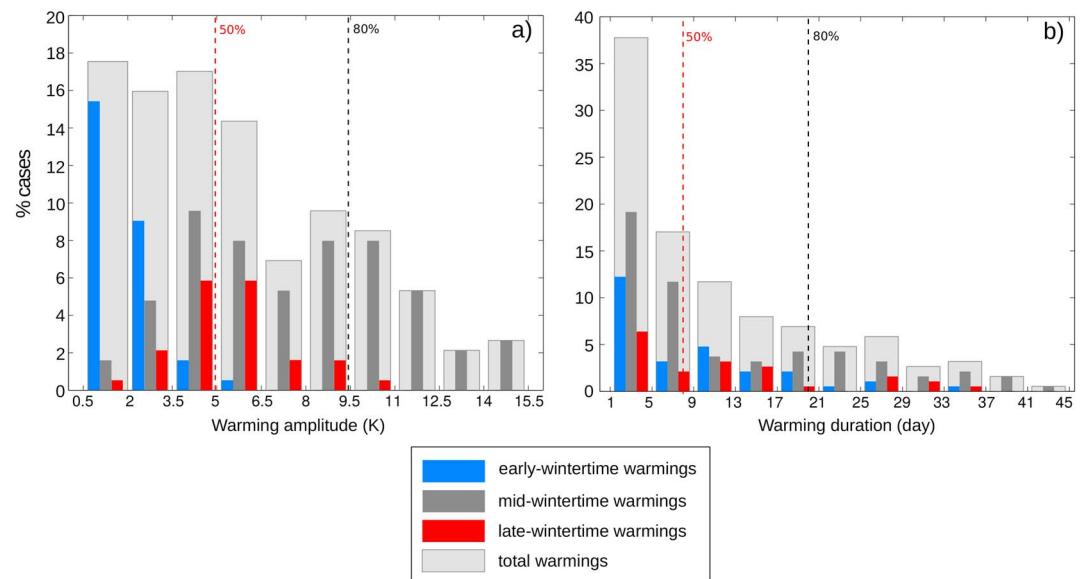 a)
50%
80%
20
18
16
14
12
10
8
6
4
2
0
% cases
0.5 2 3.5 5 6.5 8 9.5 11 12.5 14 15.5
Warming amplitude (K)
b)
50%
80%
40
35
30
25
20
15
10
5
0
1 5 9 13 17 21 25 29 33 37 41 45
Warming duration (day)
early-wintertime warmings
mid-wintertime warmings
late-wintertime warmings
total warmings